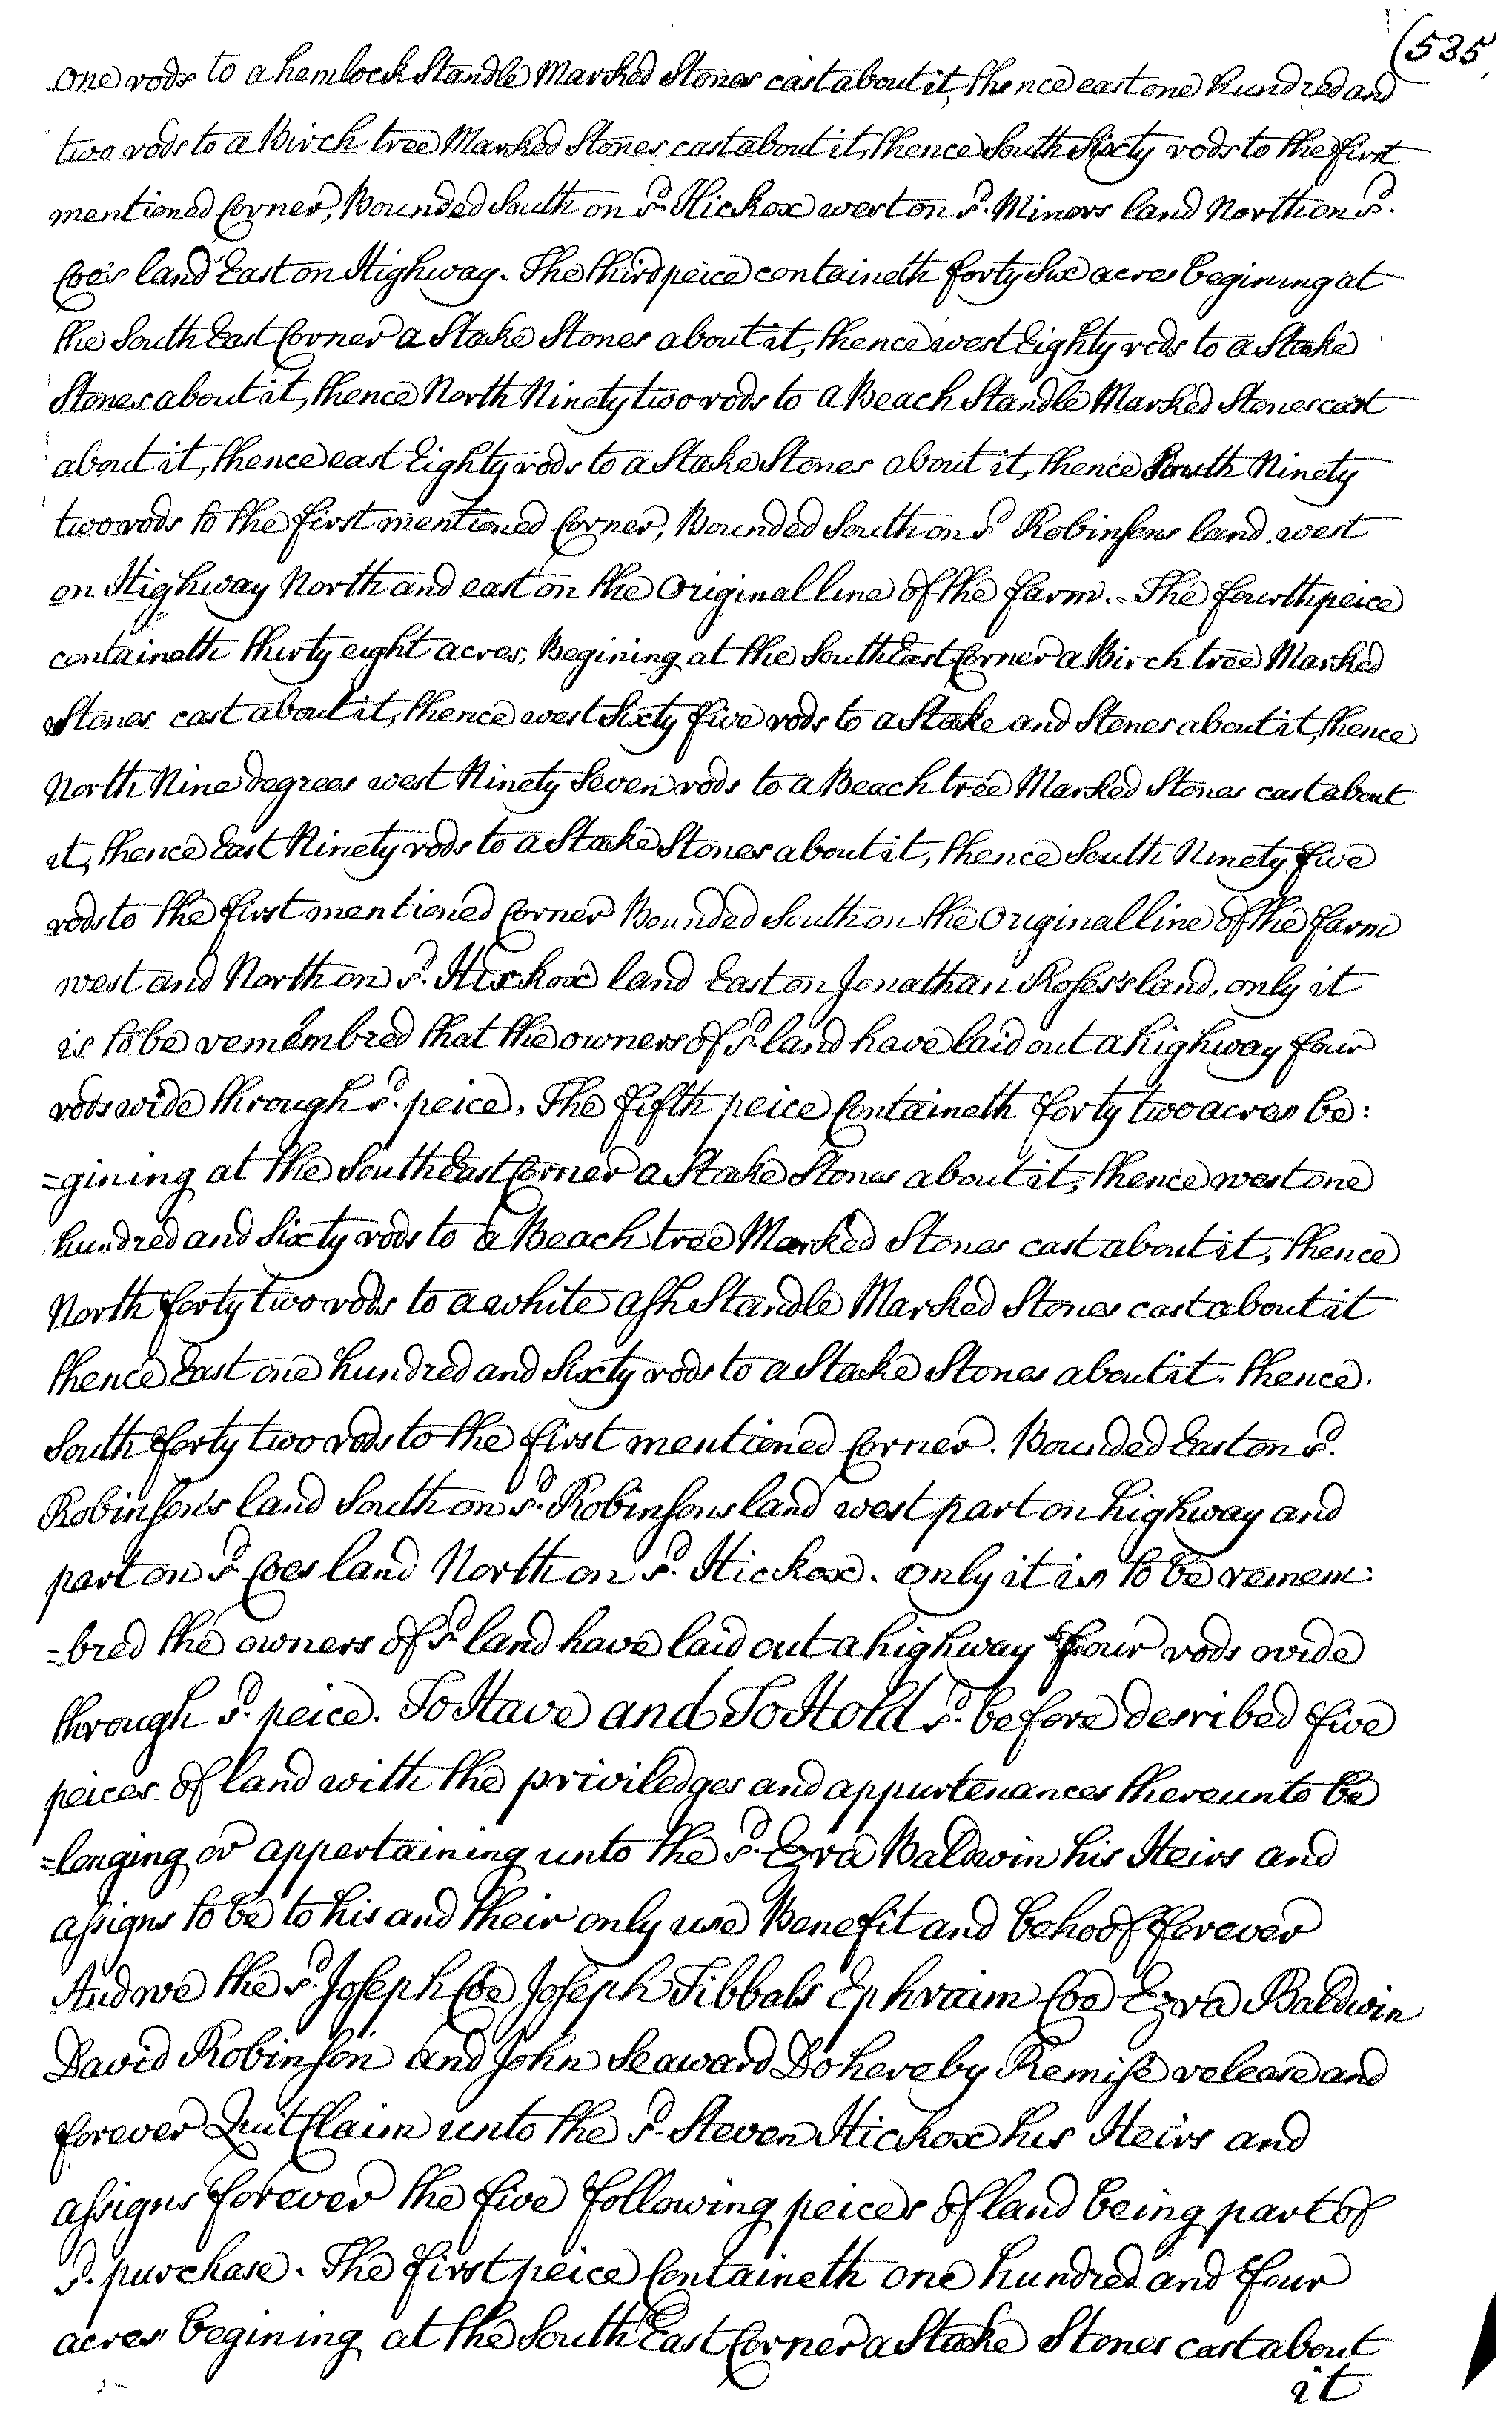 (535
one rods to a hemlock Standle Marked Stones cast about it, thence east one hundred and
two rods to a Birch tree Marked Stones cast about it, thence South Sixty rods to the first
mentioned Corner, Bounded South on sd. Hickox west on sd. Miners land North on sd.
Coe's land East on Highway. The third peice containeth forty Six acres begining at
the South East Corner a Stake Stones about it, thence west Eighty rods to a Stake
Stones about it, thence North Ninety two rods to a Beach Standle Marked Stones cast
about it, thence east Eighty rods to a Stake Stones about it, thence South Ninety
two rods to the first mentioned Corner, Bounded South on sd Robinsons land west
on Highway North and east on the Original line of the farm. - The fourth peice
containeth thirty eight acres, Begining at the South East Corner a Birch tree Marked
Stones cast about it, thence west Sixty five rods to a Stake and Stones about it, thence
North Nine degrees west Ninety Seven rods to a Beach tree Marked Stones cast about
it, thence East Ninety rods to a Stake Stones about it, thence South Ninety five
rods to the first mentioned Corner Bounded South on the Original line of the farm
west and North on sd. Hickox land East on Jonathan Roses's land, only it
is to be remembred that the owners of sd. land have laid out a highway four
rods wide through sd. peice, The fifth peice Containeth forty two acres be:
=gining at the South East Corner a Stake Stones about it, thence west one
hundred and Sixty rods to a Beach tree Marked Stones cast about it, thence
North forty two rods to a white ash Standle Marked Stones cast about it
thence East one hundred and Sixty rods to a Stake Stones about it. thence
South forty two rods to the first mentioned Corner. Bounded East on sd.
Robinson's land South on sd. Robinsons land west part on highway and
part on sd Coes land North on sd. Hickox. only it is to be remem:
=bred the owners of sd land have laid out a highway four rods wide
through sd. peice. To Have and To Hold sd. before desribed five
peices of land with the priviledges and appurtenances thereunto be
=longing or appertaining unto the sd. Ezra Baldwin his Heirs and
assigns to be to his and their only use Benefit and behoof forever
And we the sd. Joseph Coe Joseph Tibbals Ephraim Coe Ezra Baldwin
David Robinson and John Seaward Do hereby Remise release and
forever Quit Claim unto the sd. Steven Hickox his Heirs and
assigns forever the five following peices of land being part of
sd. purchase. The first peice Containeth one hundred and four
acres begining at the South East Corner a Stake Stones cast about
it